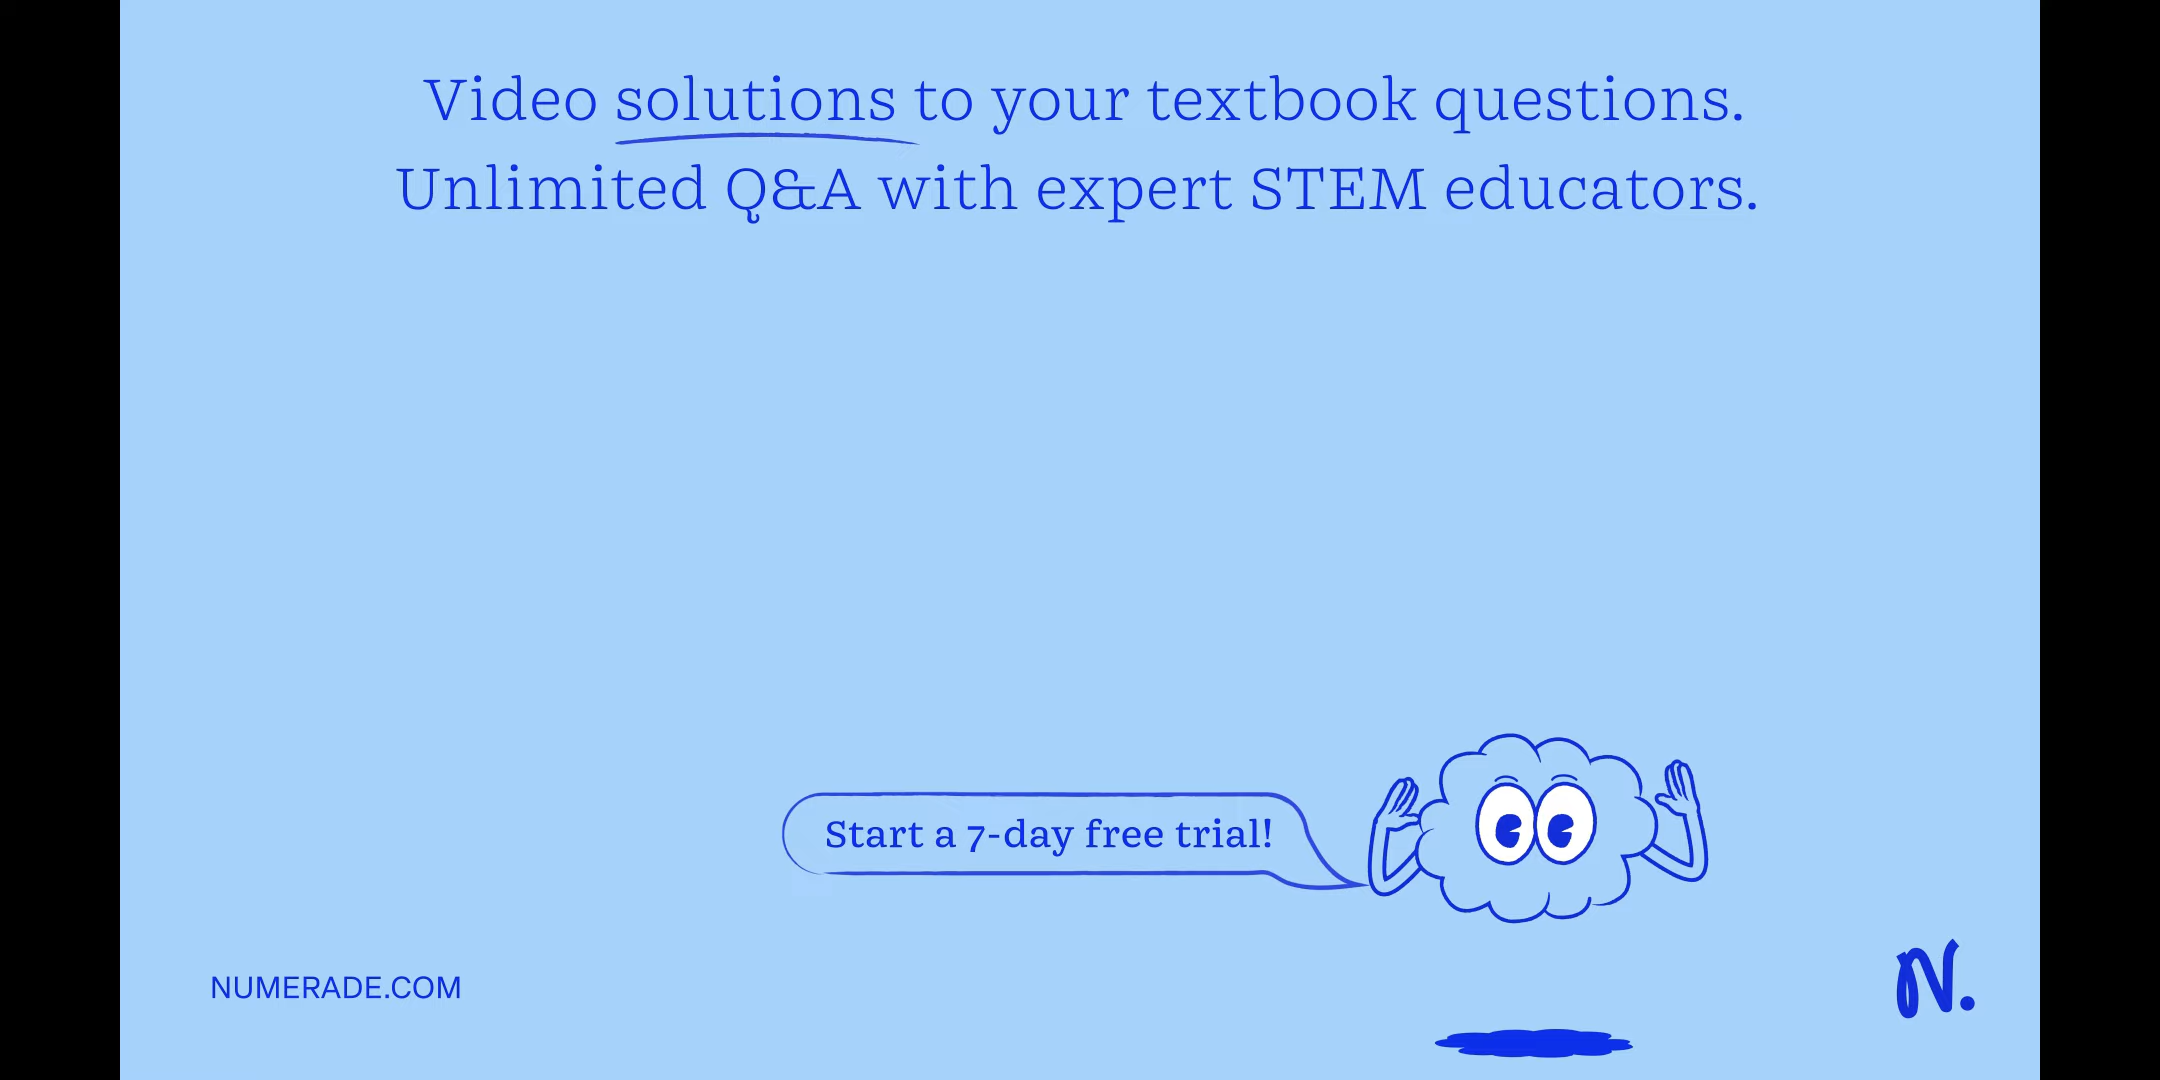 Video solutions to your textbook questions.
Unlimited Q&A with expert STEM educators.
Start a 7-day free trial!
NUMERADE.COM
N.